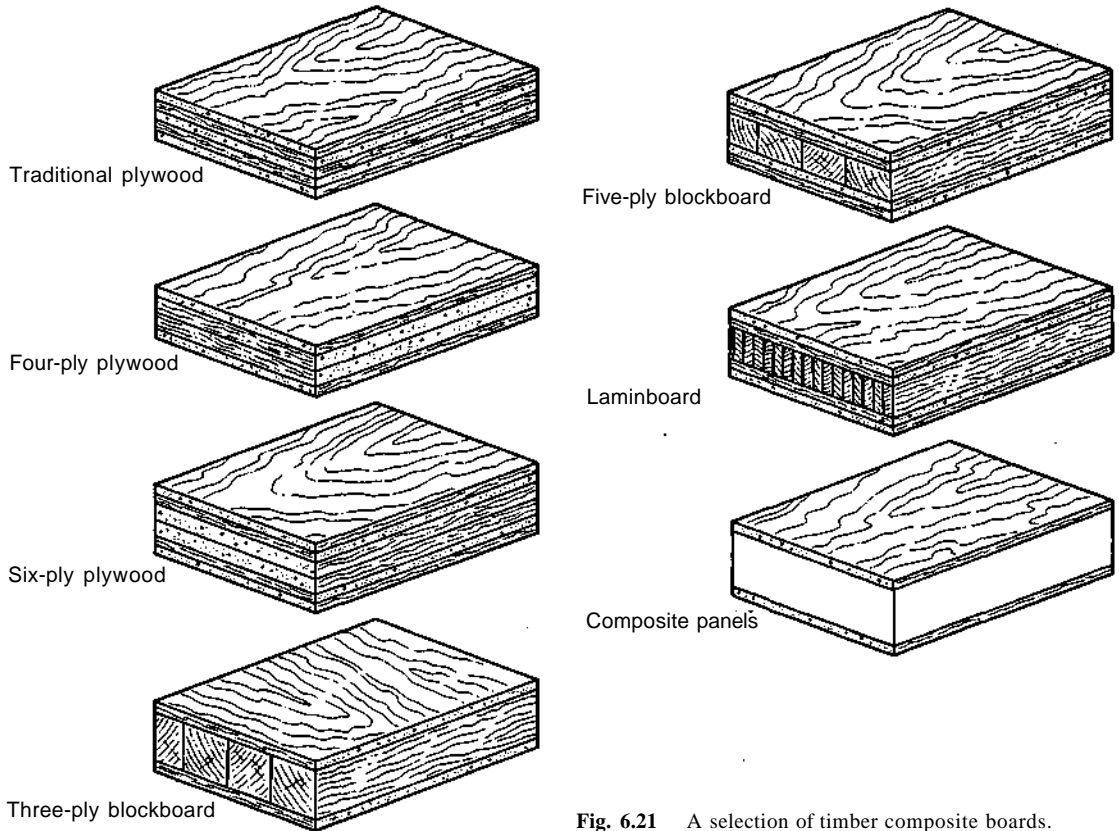 Traditional plywood
Four-ply plywood
Six-ply plywood
Three-ply blockboard
Five-ply blockboard
Laminboard
Composite panels
Fig. 6.21 A selection of timber composite boards.